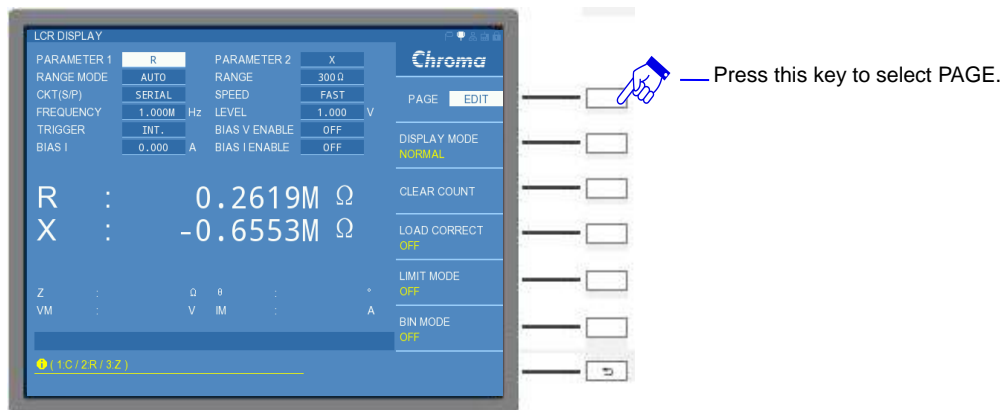 LCR DISPLAY
Chroma
PARAMETER 1 R PARAMETER 2 X
RANGE MODE AUTO RANGE 300 Ω
CKT(S/P) SERIAL SPEED FAST
FREQUENCY 1.000M Hz LEVEL 1.000 V
TRIGGER INT. BIAS V ENABLE OFF
BIAS I 0.000 A BIAS I ENABLE OFF
R : 0.2619M Ω
X : -0.6553M Ω
Z : Ω θ : °
VM : V IM : A
( 1:C / 2:R / 3:Z )
PAGE EDIT
DISPLAY MODE
NORMAL
CLEAR COUNT
LOAD CORRECT
OFF
LIMIT MODE
OFF
BIN MODE
OFF
Press this key to select PAGE.